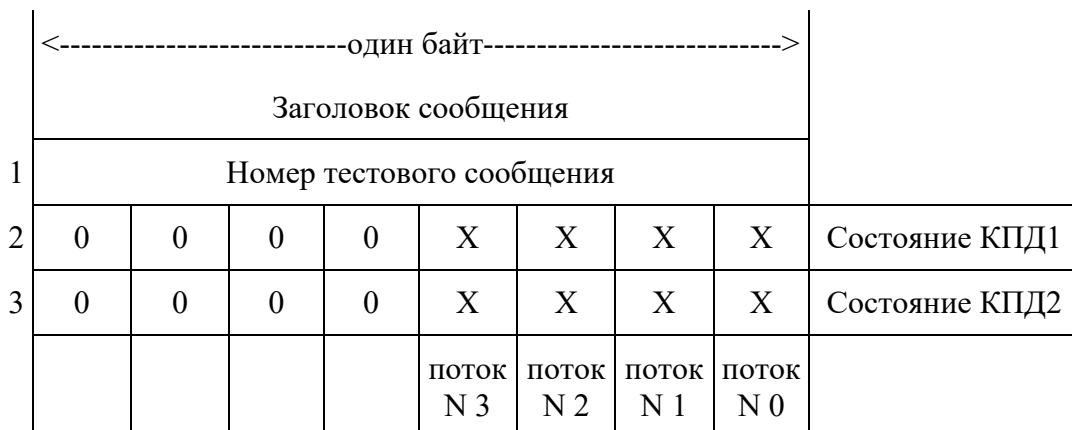 <---------------------------один байт---------------------------->
Заголовок сообщения
1 Номер тестового сообщения
2 0 0 0 0 X X X X Состояние КПД1
3 0 0 0 0 X X X X Состояние КПД2
поток поток поток поток
N 3 N 2 N 1 N 0